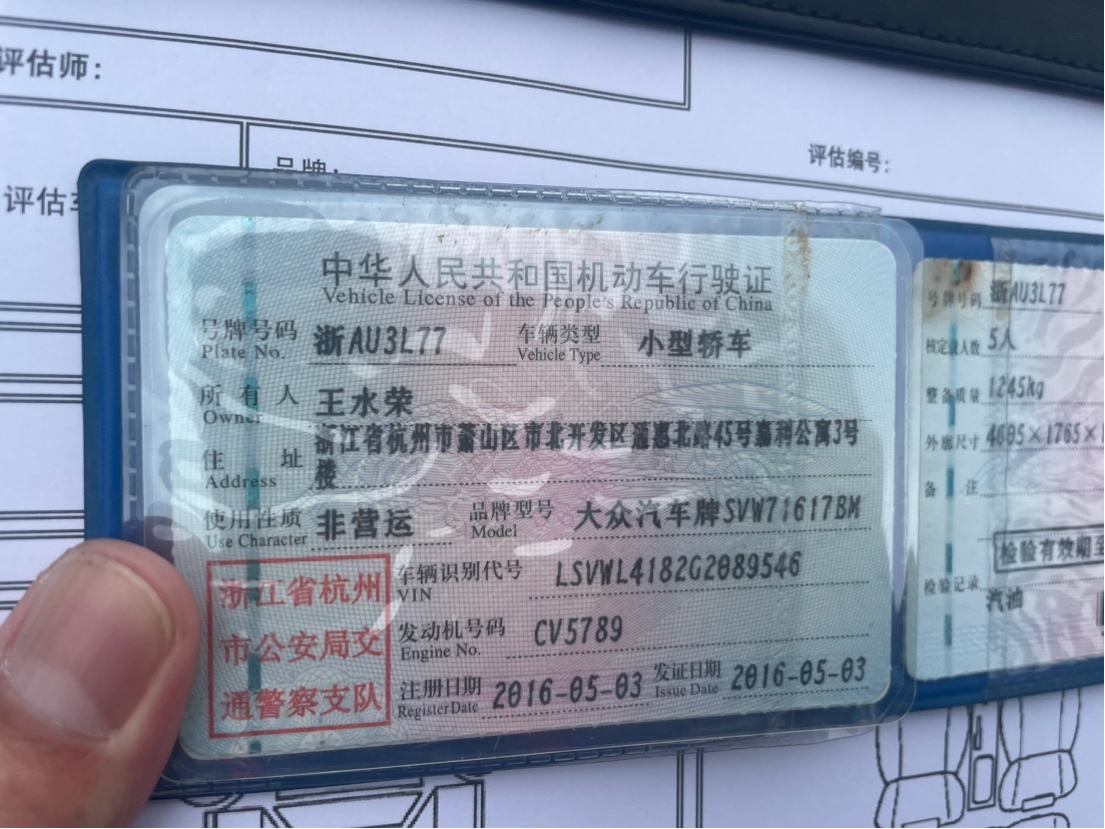 评估师：
评估编号：
品牌：
评估车
中华人民共和国机动车行驶证
Vehicle License of the People's Republic of China
号牌号码 浙AU3L77 车辆类型 小型轿车
Plate No. Vehicle Type
所有人 王水荣
Owner
浙江省杭州市萧山区市北开发区通惠北路45号嘉利公寓3号
住址 楼
Address
使用性质 非营运 品牌型号 大众汽车牌SVW71617BM
Use Character Model
浙江省杭州
市公安局交
通警察支队
车辆识别代号 LSVWL4182G2089546
VIN
发动机号码 CV5789
Engine No.
注册日期 2016-05-03 发证日期 2016-05-03
Register Date Issue Date
号牌号码 浙AU3L77
核定载人数 5人
整备质量 1245kg
外廓尺寸 4605×1765×
备注
检验有效期至
检验记录
汽油